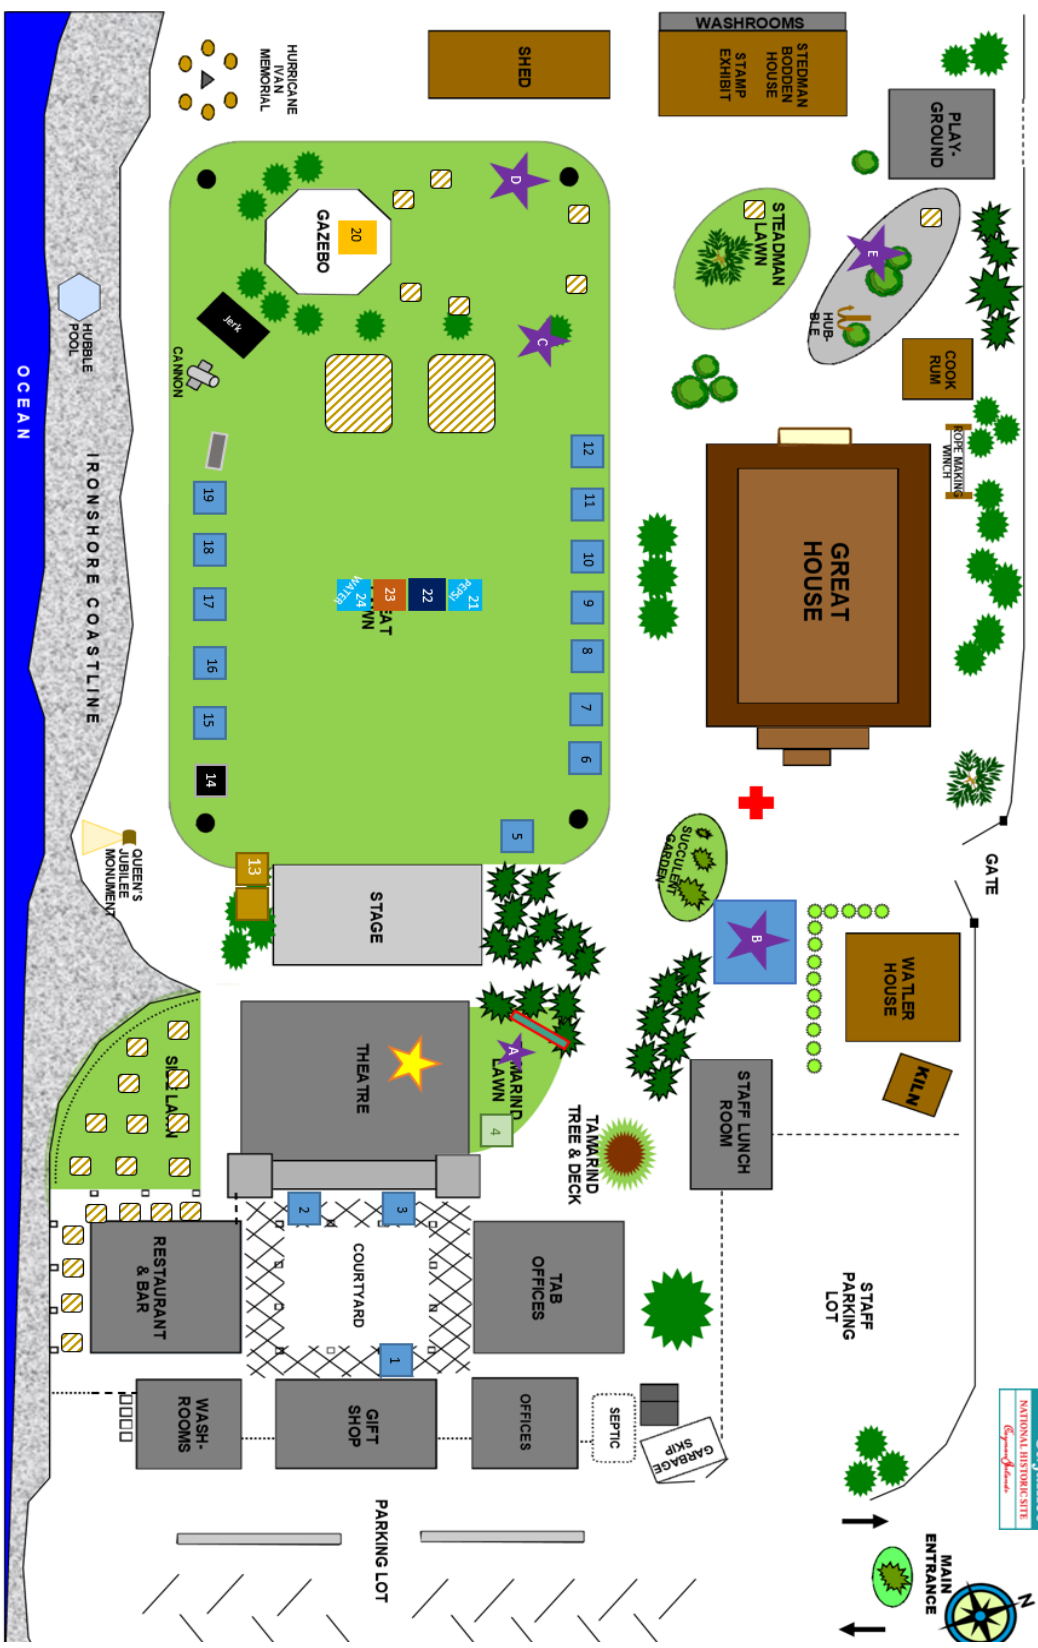 WASHROOMS
STEDMAN
BODDEN
HOUSE
STAMP
EXHIBIT
SHED
HURRICANE
IVAN
MEMORIAL
PLAY-
GROUND
STEADMAN
LAWN
E
HUB-
BLE
COOK
RUM
ROPE MAKING
WINCH
D
C
20
GAZEBO
Jerk
CANNON
HUBBLE
POOL
OCEAN
IRONSHORE COASTLINE
GREAT
HOUSE
12
11
10
9
8
7
6
5
21
PEPSI
22
23
24
WATER
19
18
17
16
15
14
13
GATE
SUCCULENT
GARDEN
B
WATLER
HOUSE
KILN
STAGE
QUEEN'S
JUBILEE
MONUMENT
THEATRE
A
LAWN
4
TAMARIND
TREE & DECK
STAFF LUNCH
ROOM
STAFF
PARKING
LOT
2
3
COURTYARD
1
TAB
OFFICES
RESTAURANT
& BAR
WASH-
ROOMS
GIFT
SHOP
OFFICES
SEPTIC
GARBAGE
SKIP
PARKING LOT
NATIONAL HISTORIC SITE
Cayman Islands
MAIN
ENTRANCE
N